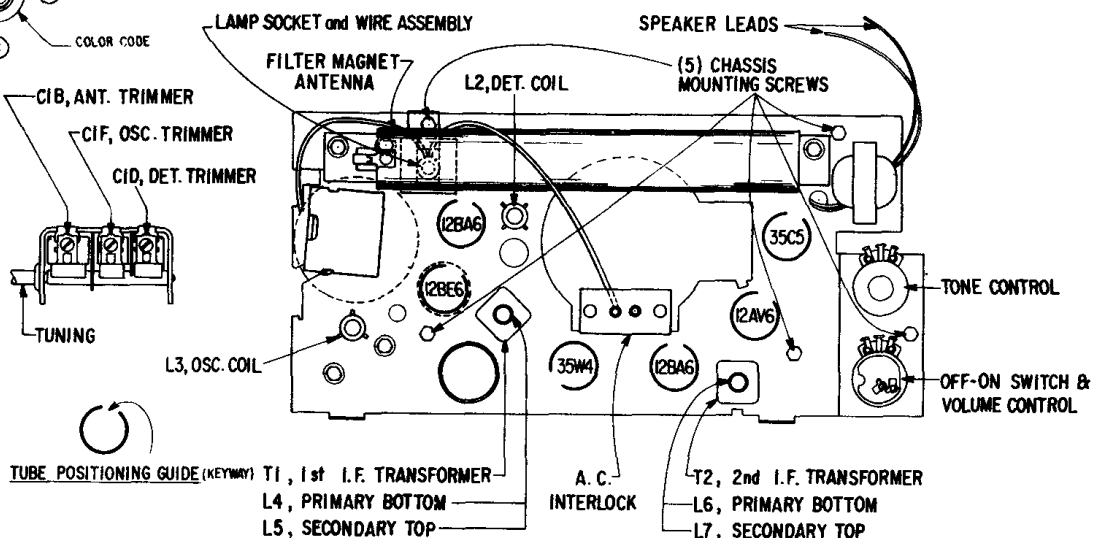 COLOR CODE
LAMP SOCKET and WIRE ASSEMBLY
SPEAKER LEADS
FILTER MAGNET
ANTENNA
L2, DET. COIL
(5) CHASSIS
MOUNTING SCREWS
C1B, ANT. TRIMMER
C1F, OSC. TRIMMER
C1D, DET. TRIMMER
TUNING
12BA6
35C5
12BE6
12AV6
35W4
12BA6
TONE CONTROL
OFF-ON SWITCH &
VOLUME CONTROL
L3, OSC. COIL
TUBE POSITIONING GUIDE (KEYWAY)
T1, 1st I.F. TRANSFORMER
L4, PRIMARY BOTTOM
L5, SECONDARY TOP
A.C.
INTERLOCK
T2, 2nd I.F. TRANSFORMER
L6, PRIMARY BOTTOM
L7, SECONDARY TOP